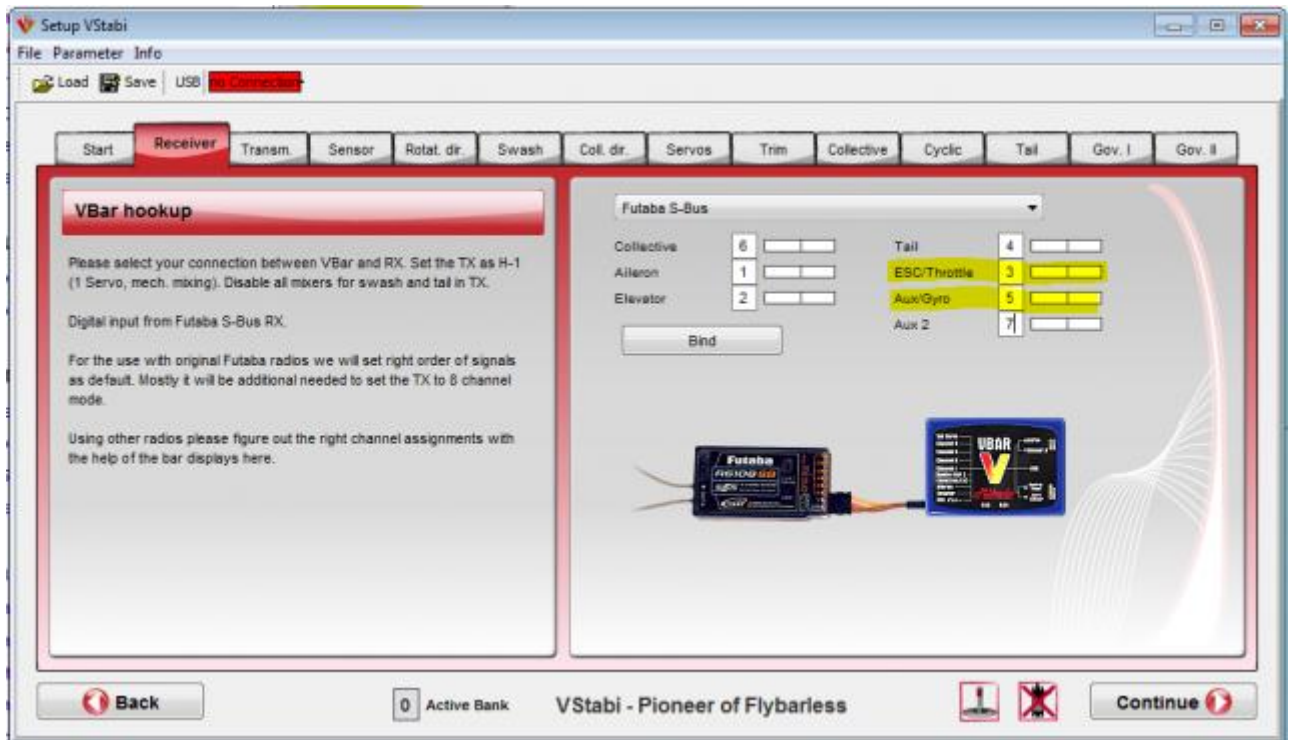 Setup VStabi
File Parameter Info
Load Save USB no Connection
Start Receiver Transm. Sensor Rotat. dir. Swash Coll. dir. Servos Trim Collective Cyclic Tail Gov. I Gov. II
VBar hookup
Please select your connection between VBar and RX. Set the TX as H-1
(1 Servo, mech. mixing). Disable all mixers for swash and tail in TX.
Digital input from Futaba S-Bus RX.
For the use with original Futaba radios we will set right order of signals
as default. Mostly it will be additional needed to set the TX to 8 channel
mode.
Using other radios please figure out the right channel assignments with
the help of the bar displays here.
Futaba S-Bus
Collective 6 Tail 4
Aileron 1 ESC/Throttle 3
Elevator 2 Aux/Gyro 5
Aux 2 7
Bind
Futaba
VBAR
V
Back 0 Active Bank VStabi - Pioneer of Flybarless Continue